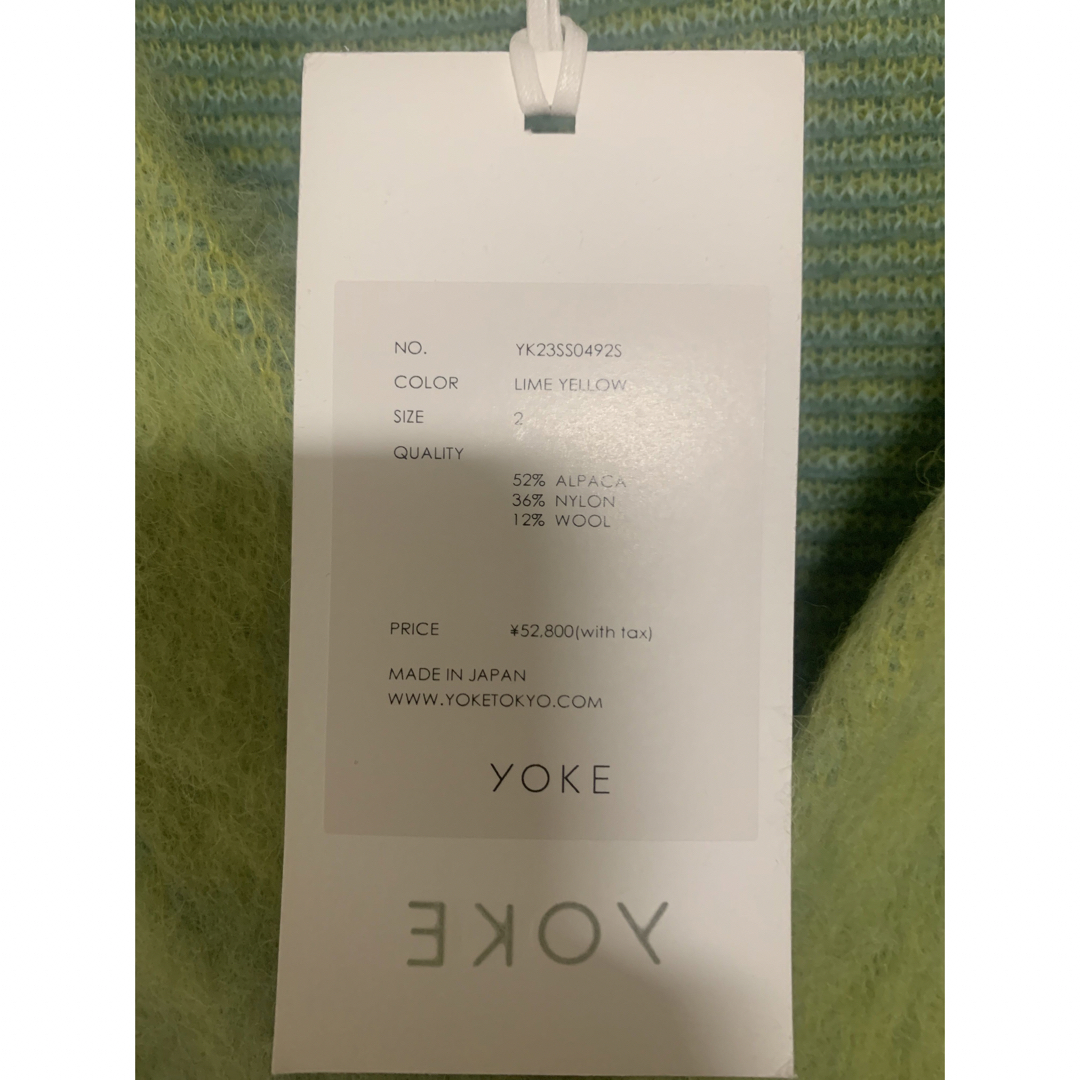 NO. YK23SS0492S
COLOR LIME YELLOW
SIZE 2
QUALITY
52% ALPACA
36% NYLON
12% WOOL
PRICE ¥52,800(with tax)
MADE IN JAPAN
WWW.YOKETOKYO.COM
YOKE
YOKE